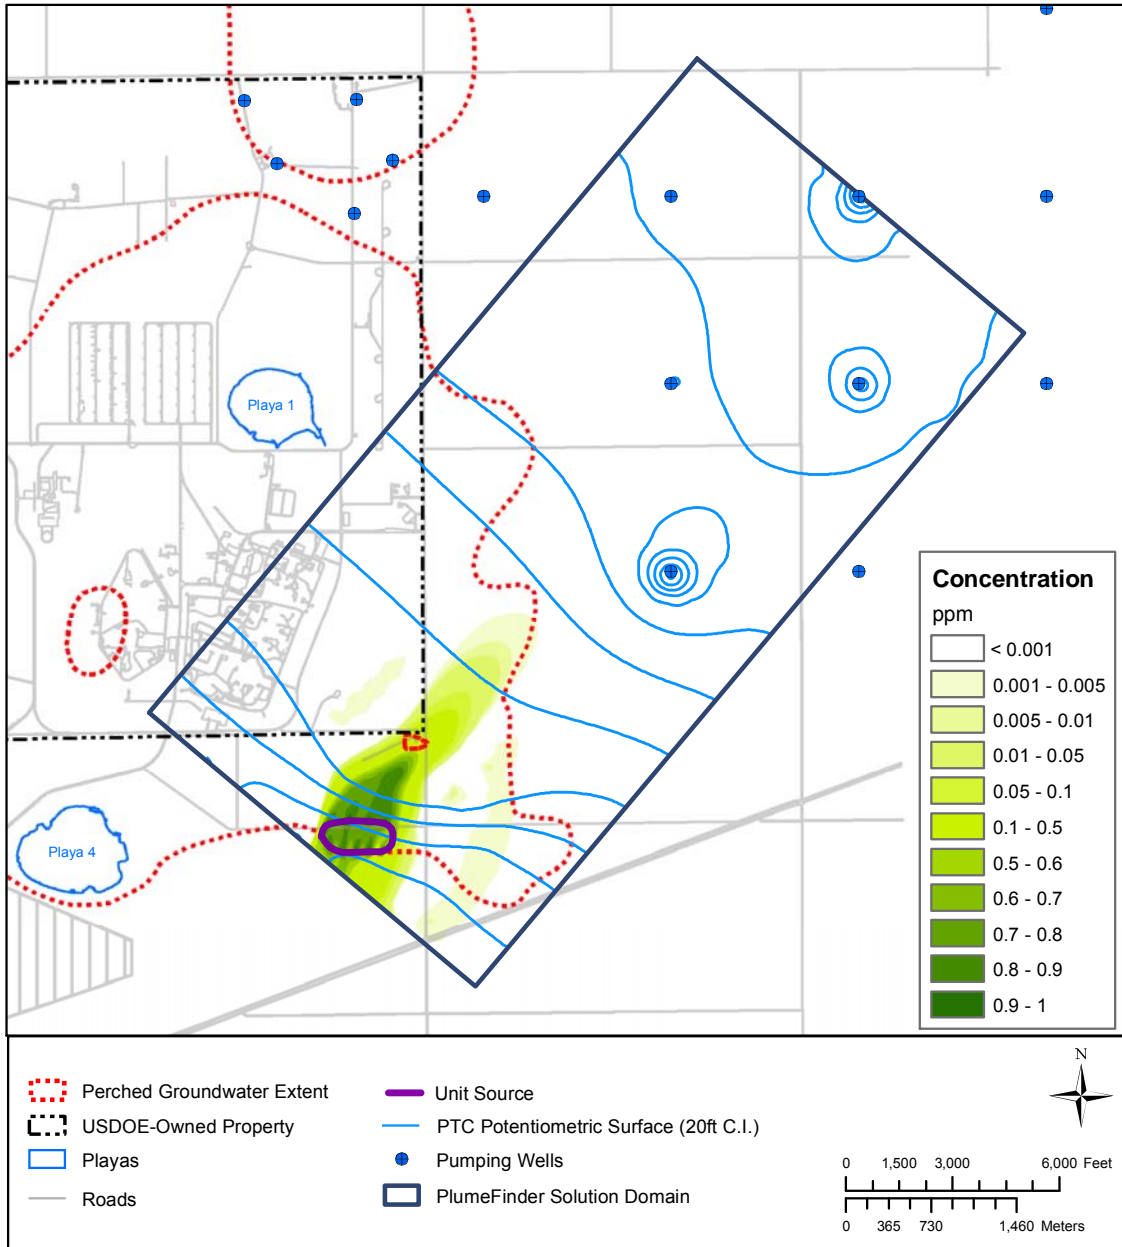 Playa 1
Playa 4
Concentration
ppm
< 0.001
0.001 - 0.005
0.005 - 0.01
0.01 - 0.05
0.05 - 0.1
0.1 - 0.5
0.5 - 0.6
0.6 - 0.7
0.7 - 0.8
0.8 - 0.9
0.9 - 1
Perched Groundwater Extent
USDOE-Owned Property
Playas
Roads
Unit Source
PTC Potentiometric Surface (20ft C.I.)
Pumping Wells
PlumeFinder Solution Domain
N
0 1,500 3,000 6,000 Feet
0 365 730 1,460 Meters